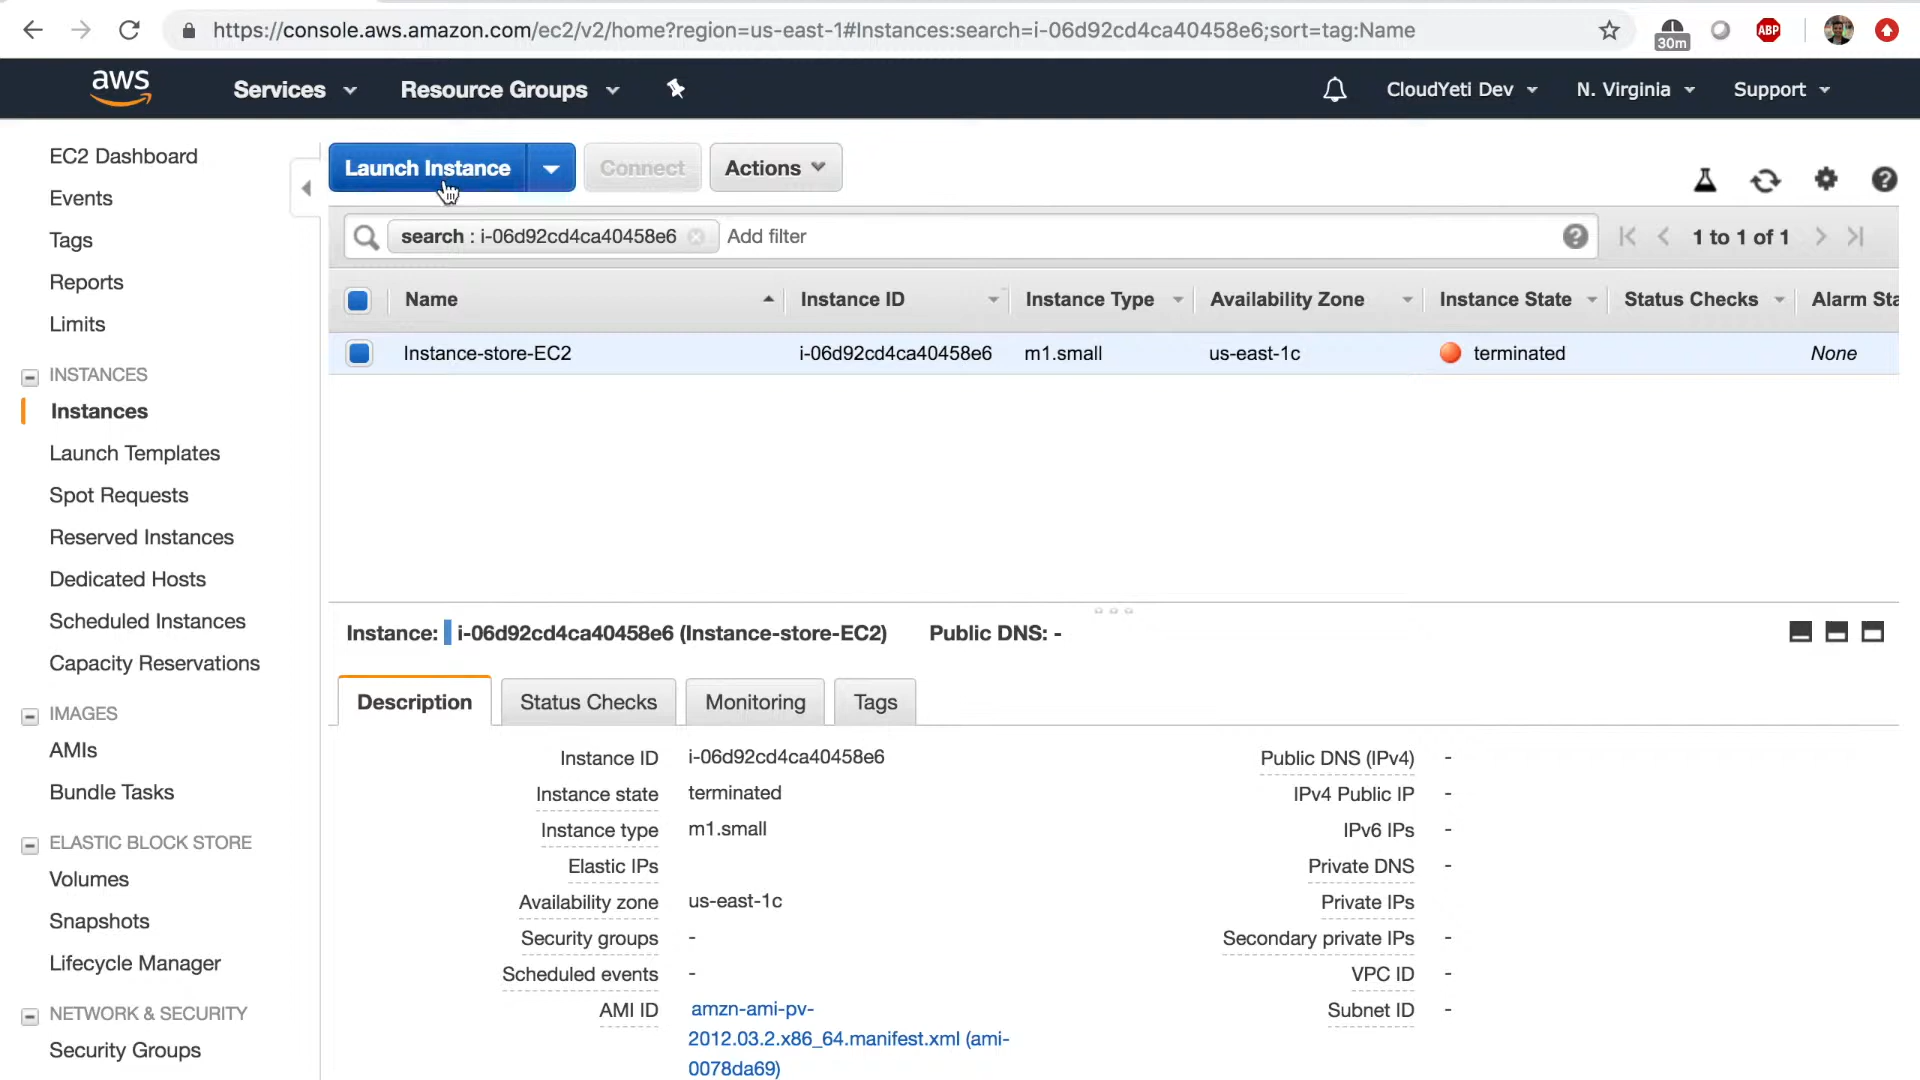 https://console.aws.amazon.com/ec2/v2/home?region=us-east-1#Instances:search=i-06d92cd4ca40458e6;sort=tag:Name
30m
ABP
aws
Services
Resource Groups
CloudYeti Dev
N. Virginia
Support
EC2 Dashboard
Events
Tags
Reports
Limits
INSTANCES
Instances
Launch Templates
Spot Requests
Reserved Instances
Dedicated Hosts
Scheduled Instances
Capacity Reservations
IMAGES
AMIs
Bundle Tasks
ELASTIC BLOCK STORE
Volumes
Snapshots
Lifecycle Manager
NETWORK & SECURITY
Security Groups
Launch Instance
Connect
Actions
search : i-06d92cd4ca40458e6
Add filter
1 to 1 of 1
Name Instance ID Instance Type Availability Zone Instance State Status Checks Alarm Sta
Instance-store-EC2 i-06d92cd4ca40458e6 m1.small us-east-1c terminated None
Instance: i-06d92cd4ca40458e6 (Instance-store-EC2) Public DNS: -
Description
Status Checks
Monitoring
Tags
Instance ID i-06d92cd4ca40458e6
Instance state terminated
Instance type m1.small
Elastic IPs
Availability zone us-east-1c
Security groups -
Scheduled events -
AMI ID amzn-ami-pv-
2012.03.2.x86_64.manifest.xml (ami-
0078da69)
Public DNS (IPv4) -
IPv4 Public IP -
IPv6 IPs -
Private DNS -
Private IPs
Secondary private IPs -
VPC ID -
Subnet ID -